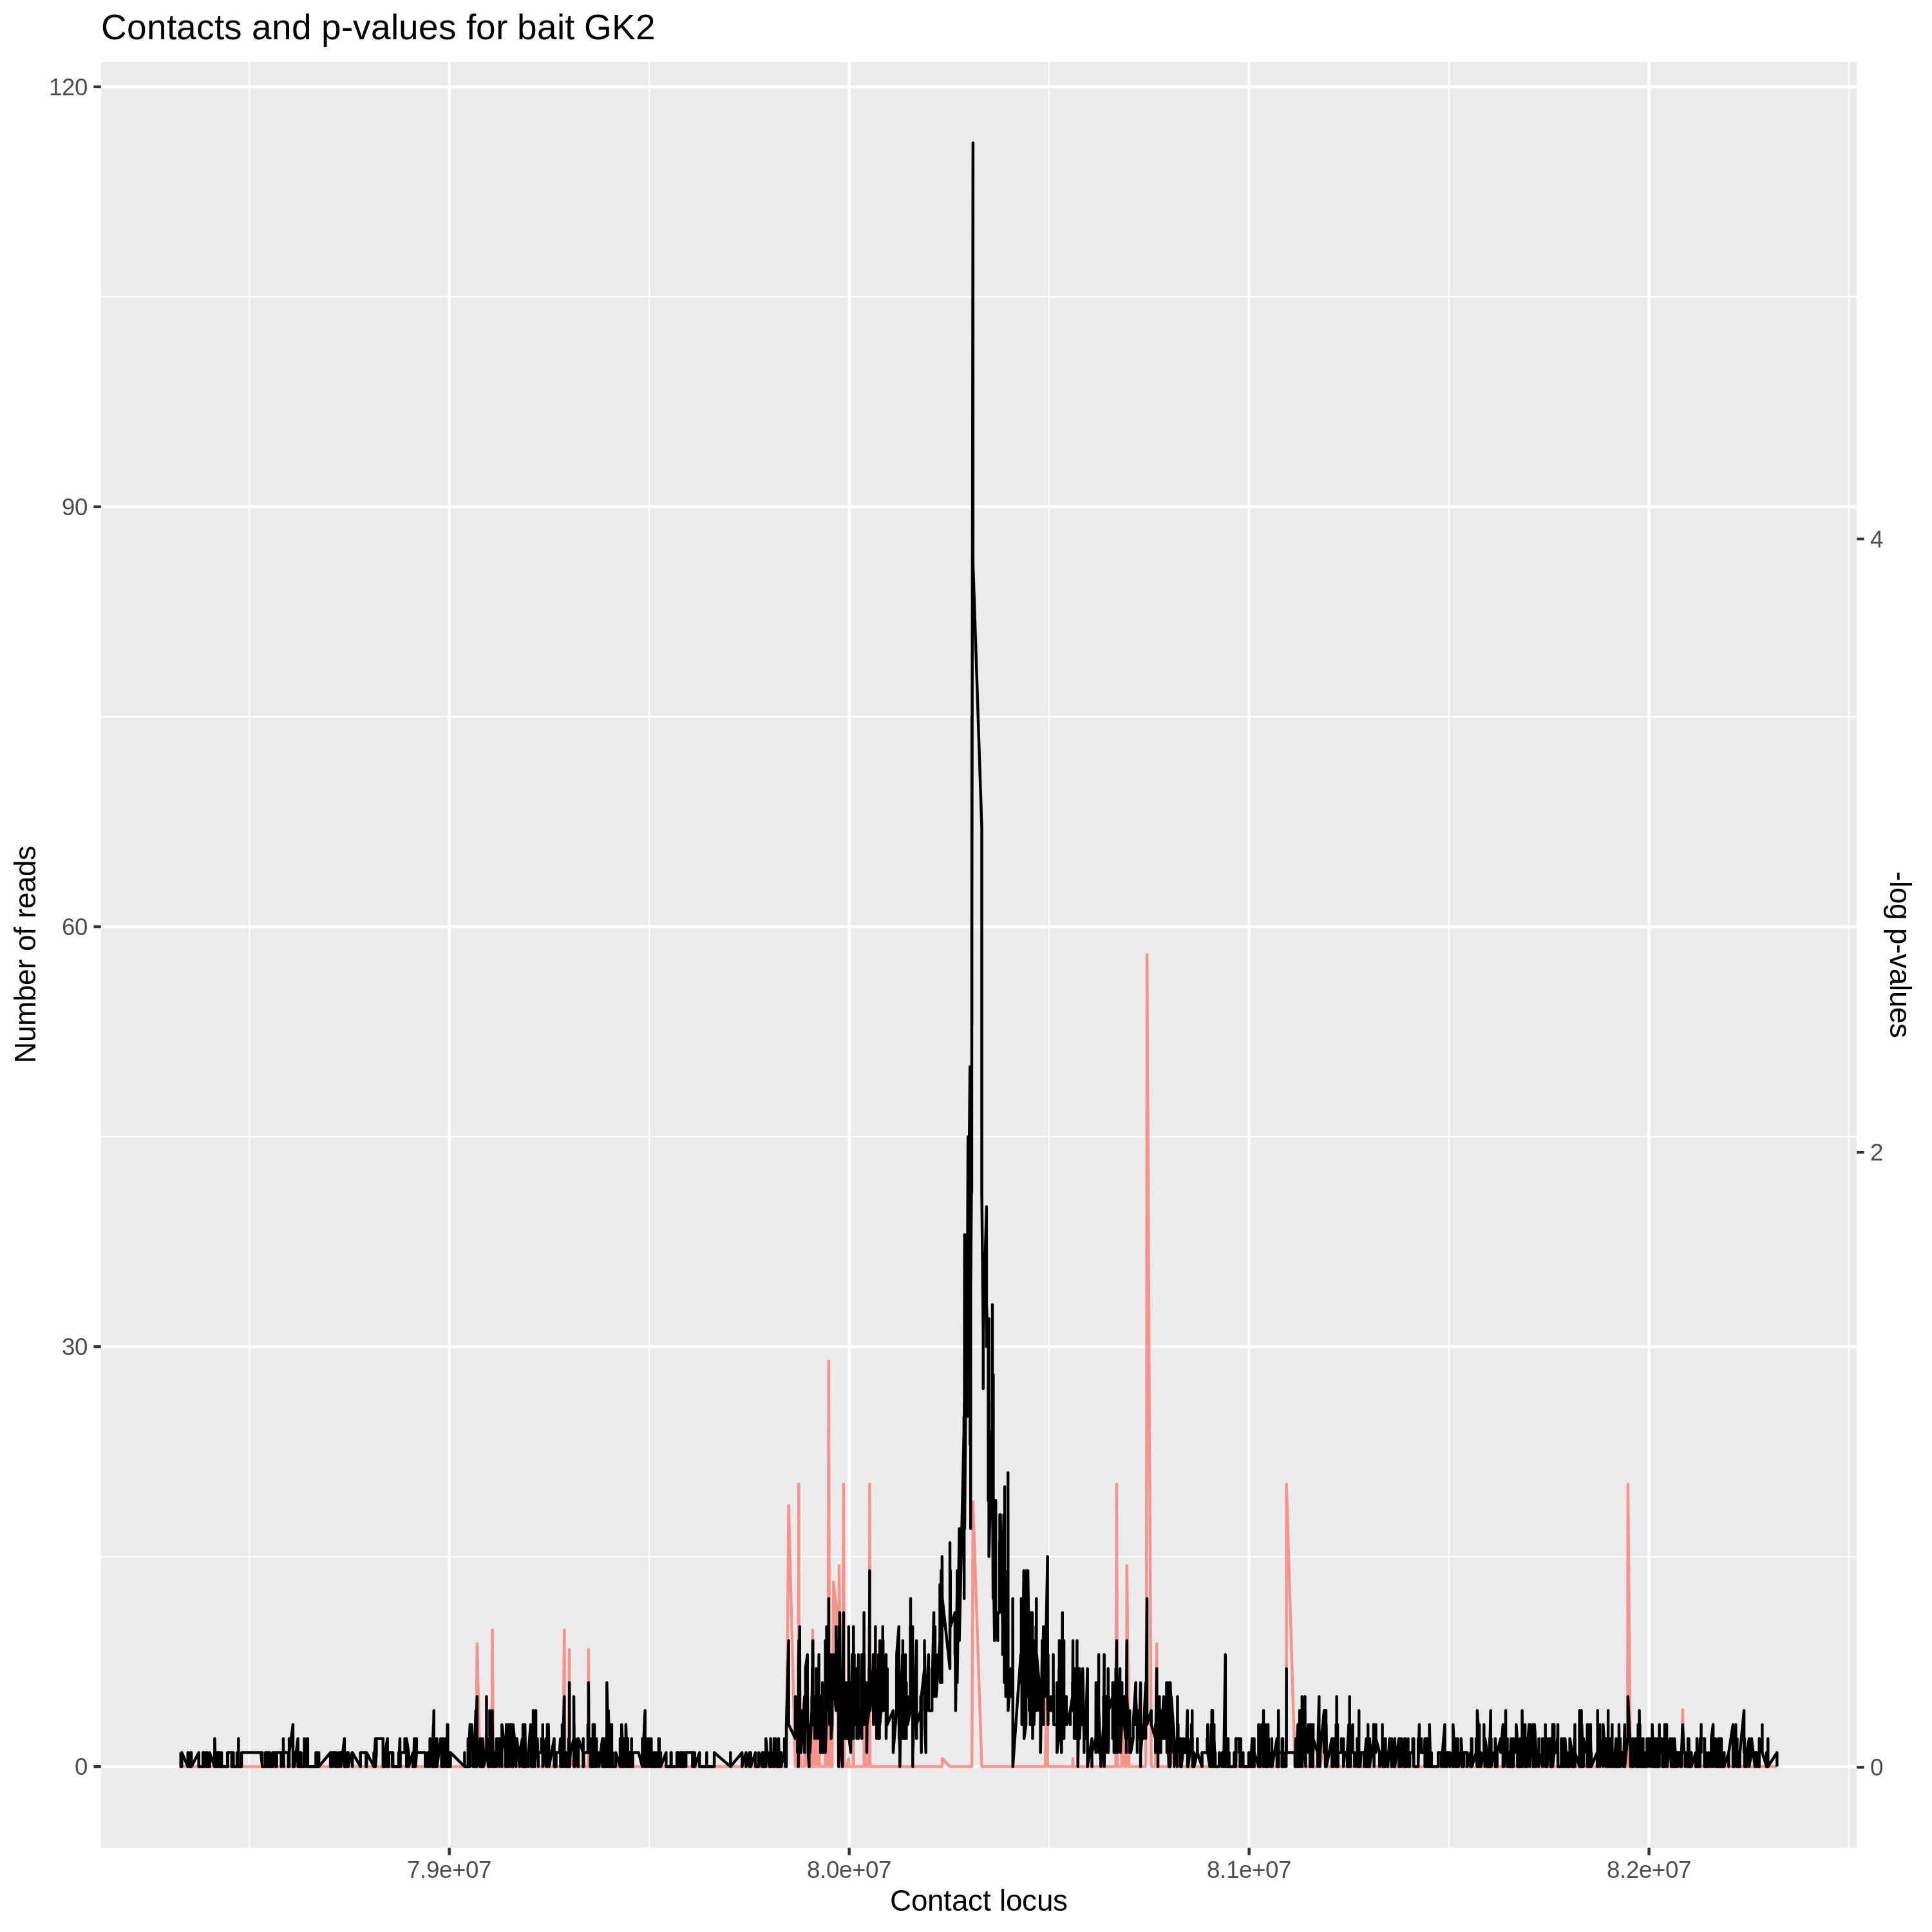 Contacts and p-values for bait GK2
120
90
60
30
0
Number of reads
4
2
0
-log p-values
7.9e+07
8.0e+07
8.1e+07
8.2e+07
Contact locus